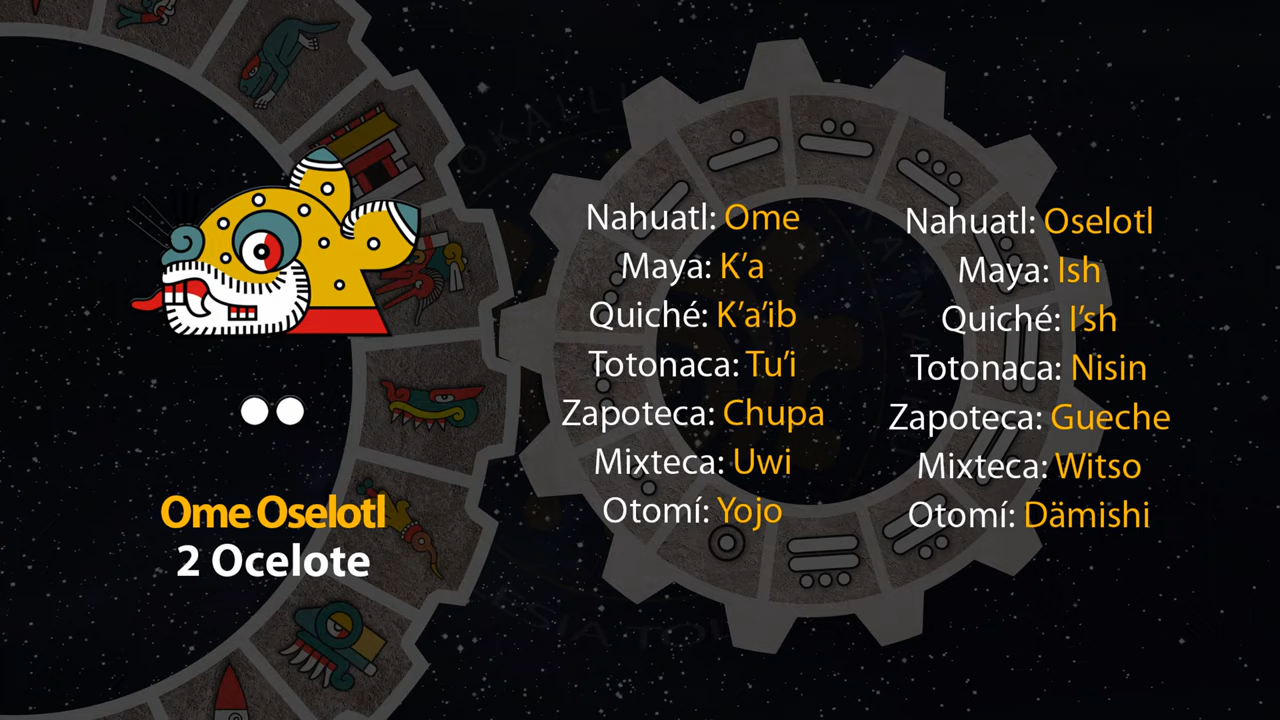 Ome Oselotl
2 Ocelote
Nahuatl: Ome
Maya: K’a
Quiché: K’a’ib
Totonaca: Tu’i
Zapoteca: Chupa
Mixteca: Uwi
Otomí: Yojo
Nahuatl: Oselotl
Maya: Ish
Quiché: I’sh
Totonaca: Nisin
Zapoteca: Gueche
Mixteca: Witso
Otomí: Dämishi